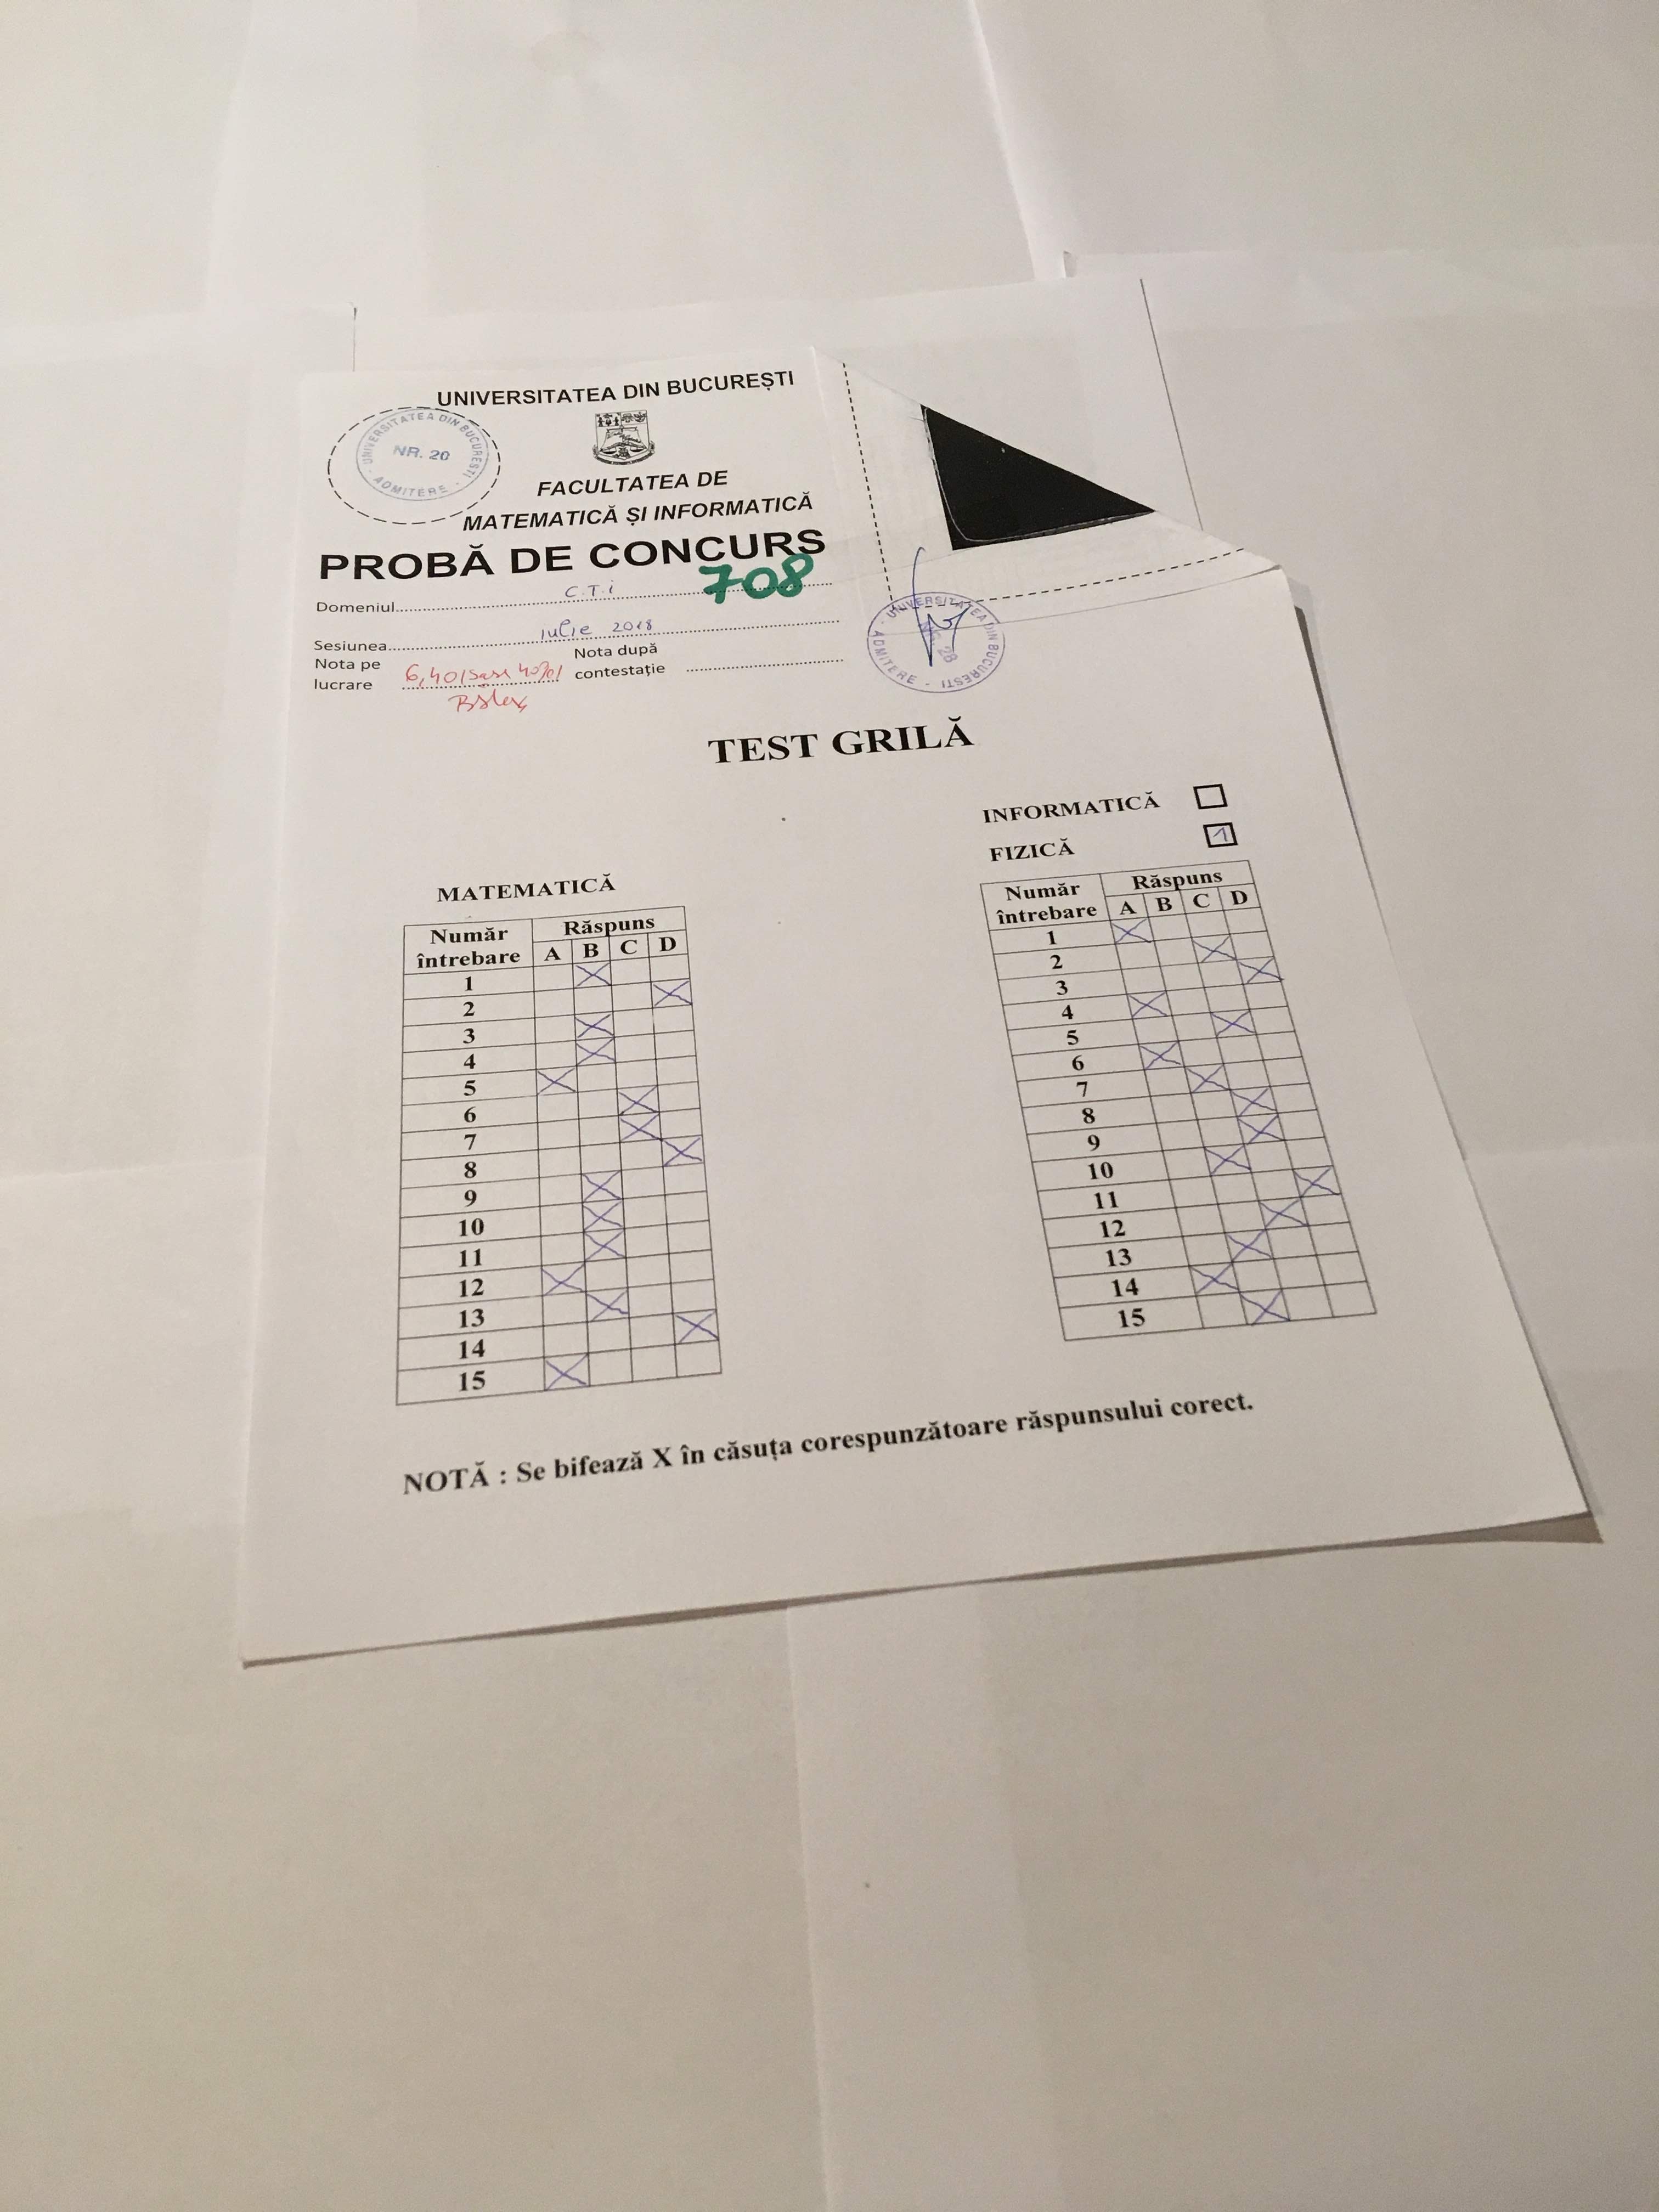 UNIVERSITATEA DIN BUCUREȘTI
UNIVERSITATEA DIN BUCUREȘTI - ADMITERE -
NR. 20
FACULTATEA DE
MATEMATICĂ ȘI INFORMATICĂ
PROBĂ DE CONCURS
708
Domeniul C.T.i
Sesiunea iulie 2018
Nota pe lucrare 6,40 (șase 40%)
Nota după contestație
UNIVERSITATEA DIN BUCUREȘTI - ADMITERE -
NR. 28
TEST GRILĂ
INFORMATICĂ
FIZICĂ 1
MATEMATICĂ
Număr întrebare Răspuns
A B C D
1 X
2 X
3 X
4 X
5 X
6 X
7 X
8 X
9 X
10 X
11 X
12 X
13 X
14 X
15 X
Număr întrebare Răspuns
A B C D
1 X
2 X
3 X
4 X
5 X
6 X
7 X
8 X
9 X
10 X
11 X
12 X
13 X
14 X
15 X
NOTĂ : Se bifează X în căsuța corespunzătoare răspunsului corect.